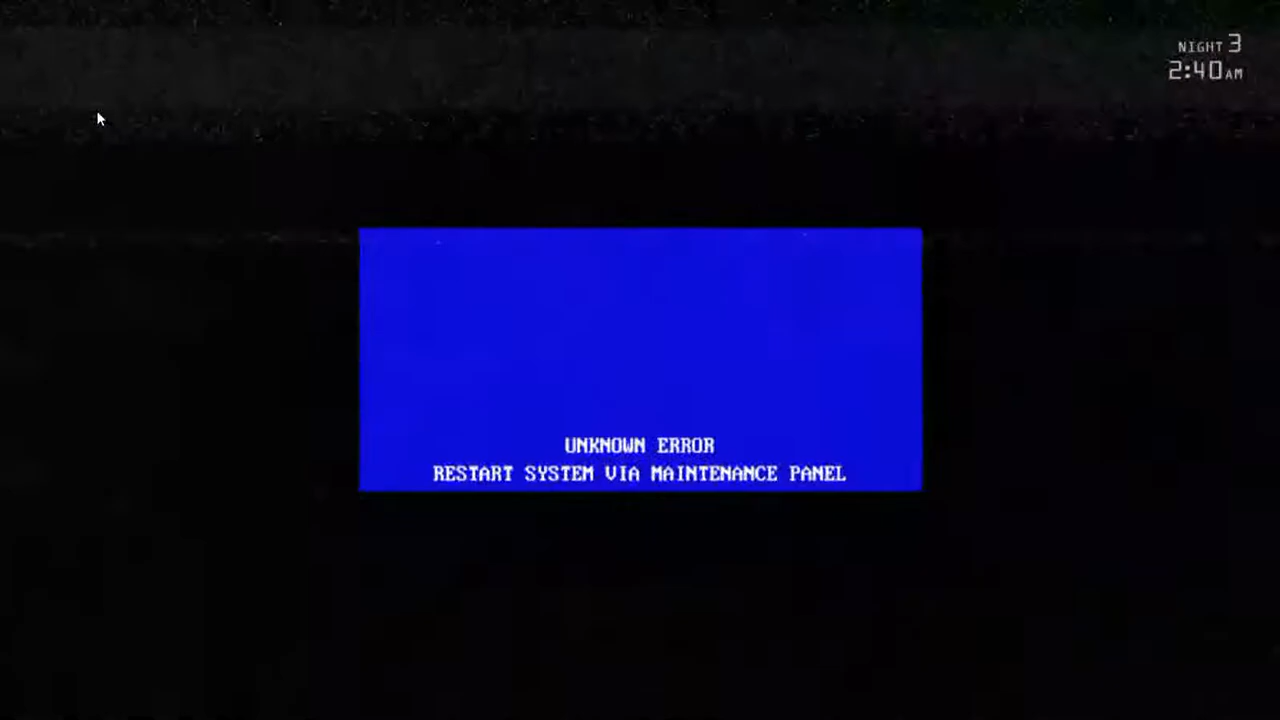 NIGHT 3
2:40AM
UNKNOWN ERROR
RESTART SYSTEM VIA MAINTENANCE PANEL